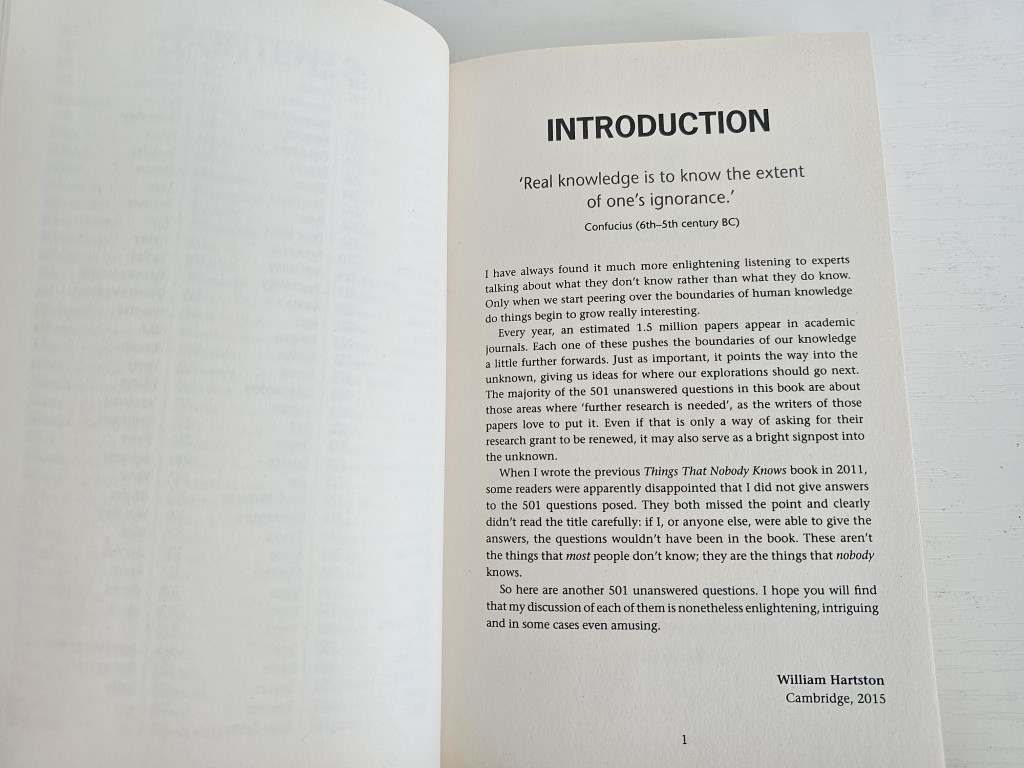 INTRODUCTION
'Real knowledge is to know the extent
of one's ignorance.'
Confucius (6th–5th century BC)
I have always found it much more enlightening listening to experts
talking about what they don't know rather than what they do know.
Only when we start peering over the boundaries of human knowledge
do things begin to grow really interesting.
Every year, an estimated 1.5 million papers appear in academic
journals. Each one of these pushes the boundaries of our knowledge
a little further forwards. Just as important, it points the way into the
unknown, giving us ideas for where our explorations should go next.
The majority of the 501 unanswered questions in this book are about
those areas where 'further research is needed', as the writers of those
papers love to put it. Even if that is only a way of asking for their
research grant to be renewed, it may also serve as a bright signpost into
the unknown.
When I wrote the previous Things That Nobody Knows book in 2011,
some readers were apparently disappointed that I did not give answers
to the 501 questions posed. They both missed the point and clearly
didn't read the title carefully: if I, or anyone else, were able to give the
answers, the questions wouldn't have been in the book. These aren't
the things that most people don't know; they are the things that nobody
knows.
So here are another 501 unanswered questions. I hope you will find
that my discussion of each of them is nonetheless enlightening, intriguing
and in some cases even amusing.
William Hartston
Cambridge, 2015
1